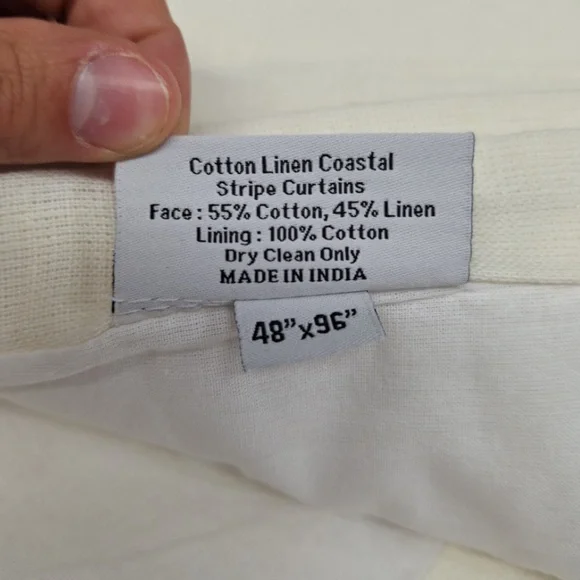 Cotton Linen Coastal
Stripe Curtains
Face : 55% Cotton, 45% Linen
Lining : 100% Cotton
Dry Clean Only
MADE IN INDIA
48”x96”